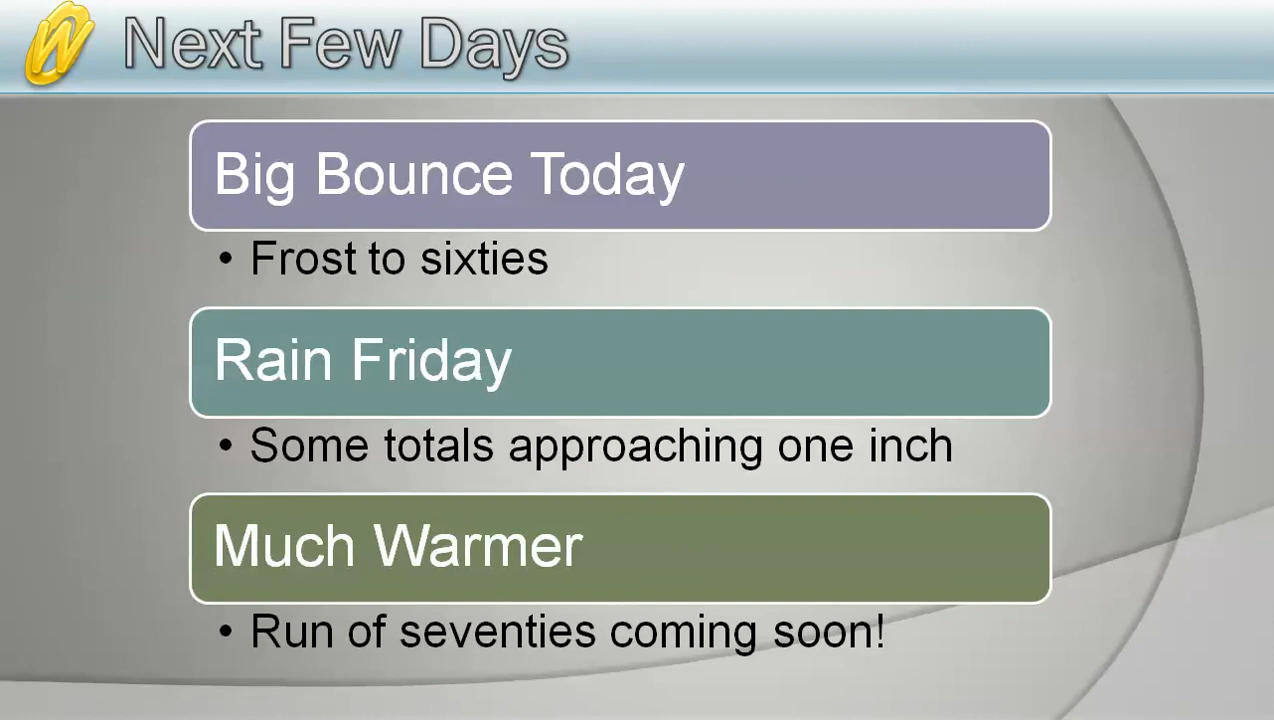 W Next Few Days
Big Bounce Today
• Frost to sixties
Rain Friday
• Some totals approaching one inch
Much Warmer
• Run of seventies coming soon!